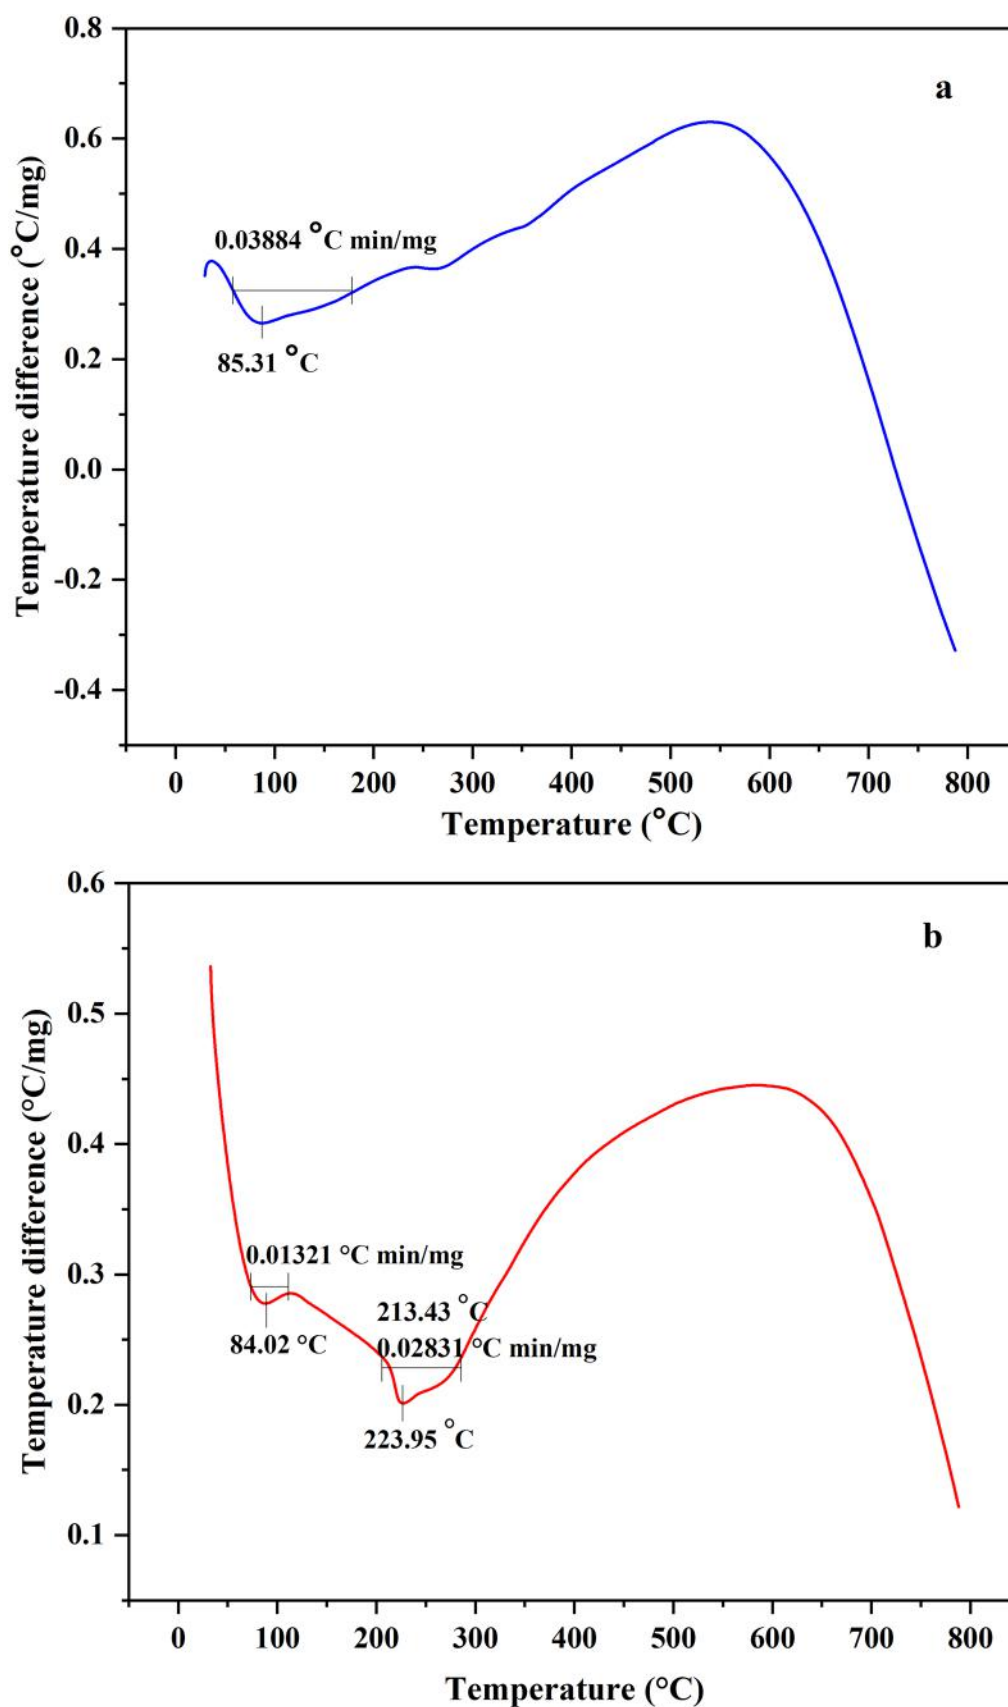 a
0.8
0.6
0.4
0.2
0.0
-0.2
-0.4
Temperature difference (°C/mg)
0.03884 °C min/mg
85.31 °C
0 100 200 300 400 500 600 700 800
Temperature (°C)
b
0.6
0.5
0.4
0.3
0.2
0.1
Temperature difference (°C/mg)
0.01321 °C min/mg
84.02 °C
213.43 °C
0.02831 °C min/mg
223.95 °C
0 100 200 300 400 500 600 700 800
Temperature (°C)